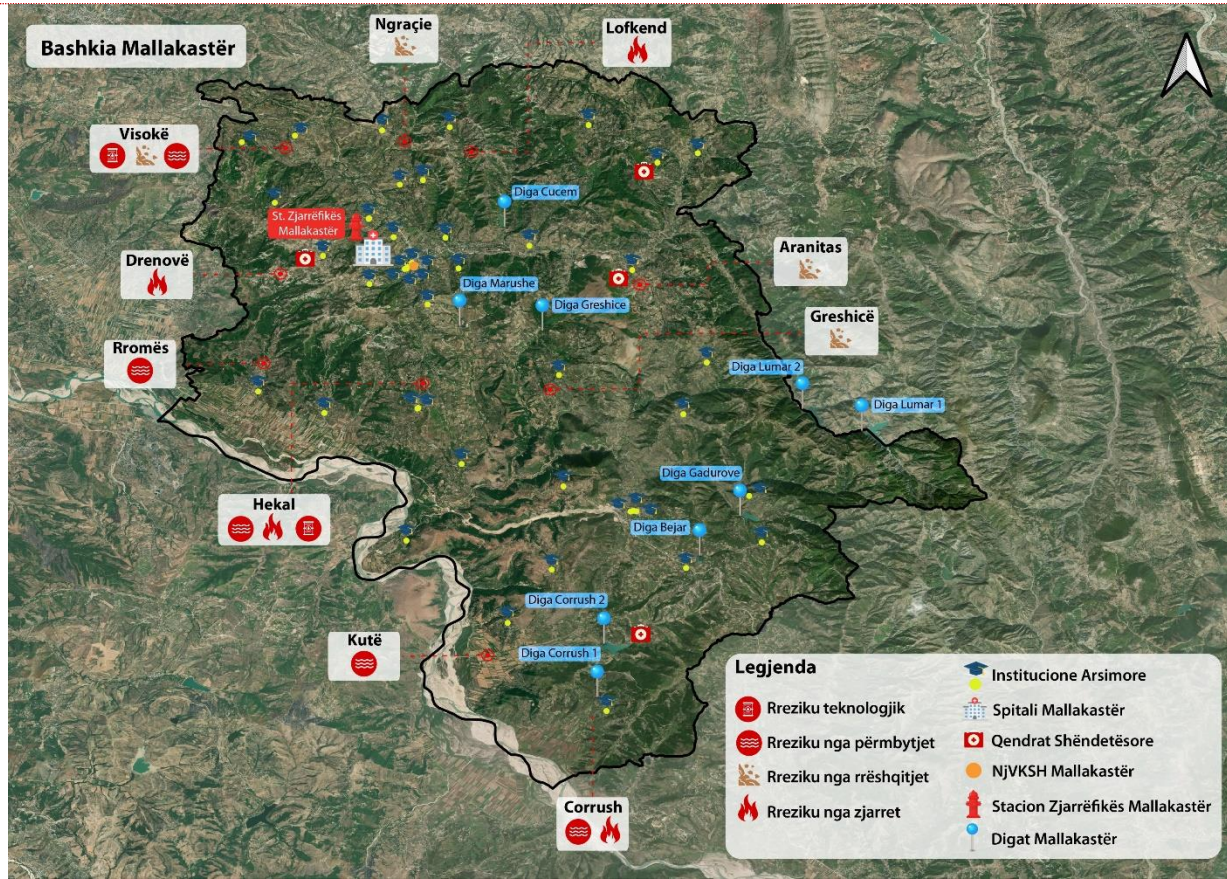 Bashkia Mallakastër
Ngraçie
Lofkend
Visokë
Diga Cucem
St. Zjarrëfikës
Mallakastër
Drenovë
Aranitas
Diga Marushe
Diga Greshice
Greshicë
Rromës
Diga Lumar 2
Diga Lumar 1
Diga Gadurove
Hekal
Diga Bejar
Diga Corrush 2
Kutë
Diga Corrush 1
Corrush
Legjenda
Rreziku teknologjik
Rreziku nga përmbytjet
Rreziku nga rrëshqitjet
Rreziku nga zjarret
Institucione Arsimore
Spitali Mallakastër
Qendrat Shëndetësore
NjVKSH Mallakastër
Stacion Zjarrëfikës Mallakastër
Digat Mallakastër